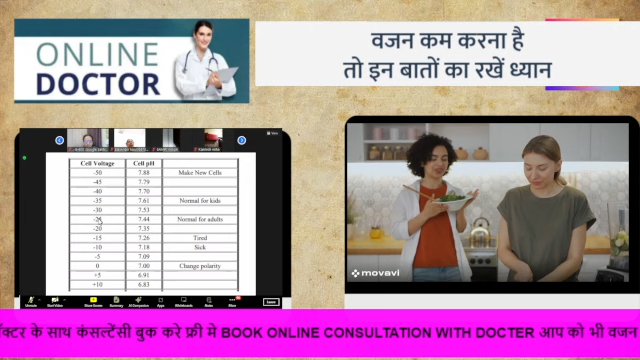 ONLINE
DOCTOR
वजन कम करना है
तो इन बातों का रखें ध्यान
Cell Voltage Cell pH
-50 7.88 Make New Cells
-45 7.79
-40 7.70
-35 7.61 Normal for kids
-30 7.53
-25 7.44 Normal for adults
-20 7.35
-15 7.26 Tired
-10 7.18 Sick
-5 7.09
0 7.00 Change polarity
+5 6.91
+10 6.83
Leave
movavi
क्टर के साथ कंसल्टेंसी बुक करे फ्री मे BOOK ONLINE CONSULTATION WITH DOCTER आप को भी वजन